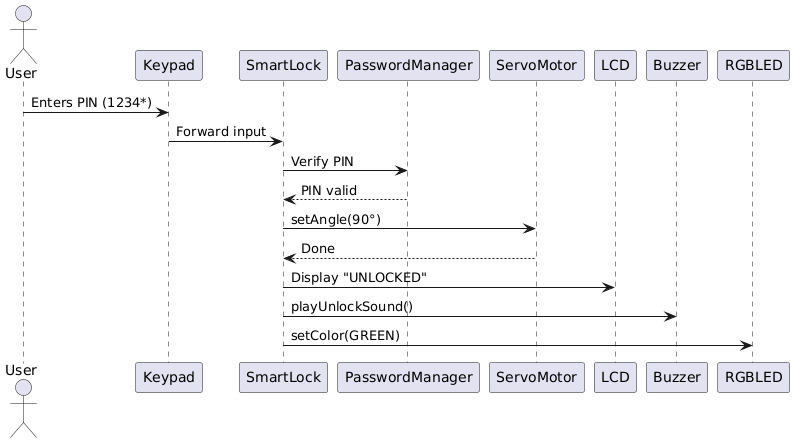 User
Keypad
SmartLock
PasswordManager
ServoMotor
LCD
Buzzer
RGBLED
Enters PIN (1234*)
Forward input
Verify PIN
PIN valid
setAngle(90°)
Done
Display "UNLOCKED"
playUnlockSound()
setColor(GREEN)
User
Keypad
SmartLock
PasswordManager
ServoMotor
LCD
Buzzer
RGBLED